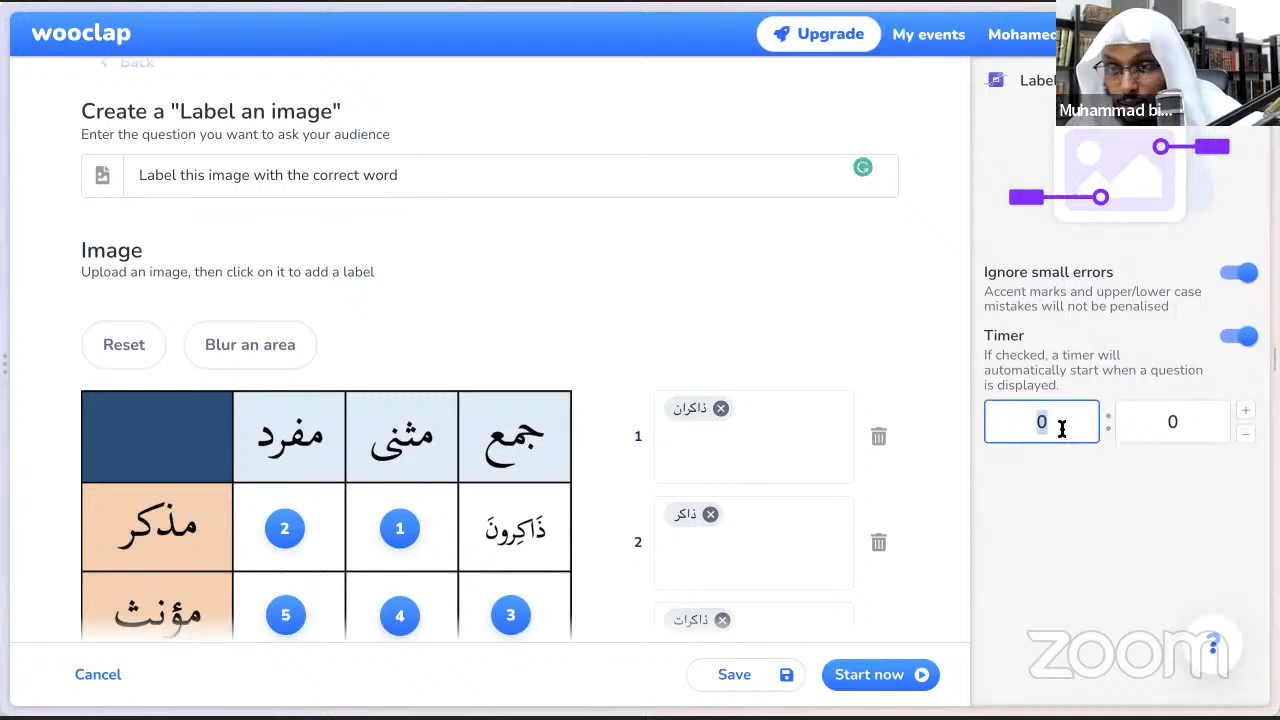 wooclap
Upgrade
My events
Mohamed
Muhammad bi...
Back
Label
Create a "Label an image"
Enter the question you want to ask your audience
Label this image with the correct word
Image
Upload an image, then click on it to add a label
Reset
Blur an area
Ignore small errors
Accent marks and upper/lower case
mistakes will not be penalised
Timer
If checked, a timer will
automatically start when a question
is displayed.
0 : 0
جمع مثنى مفرد
ذَاكِرونَ 1 2 مذكر
3 4 5 مؤنث
1 ذاكران
2 ذاكر
ذاكرات
Cancel
Save
Start now
zoom
?